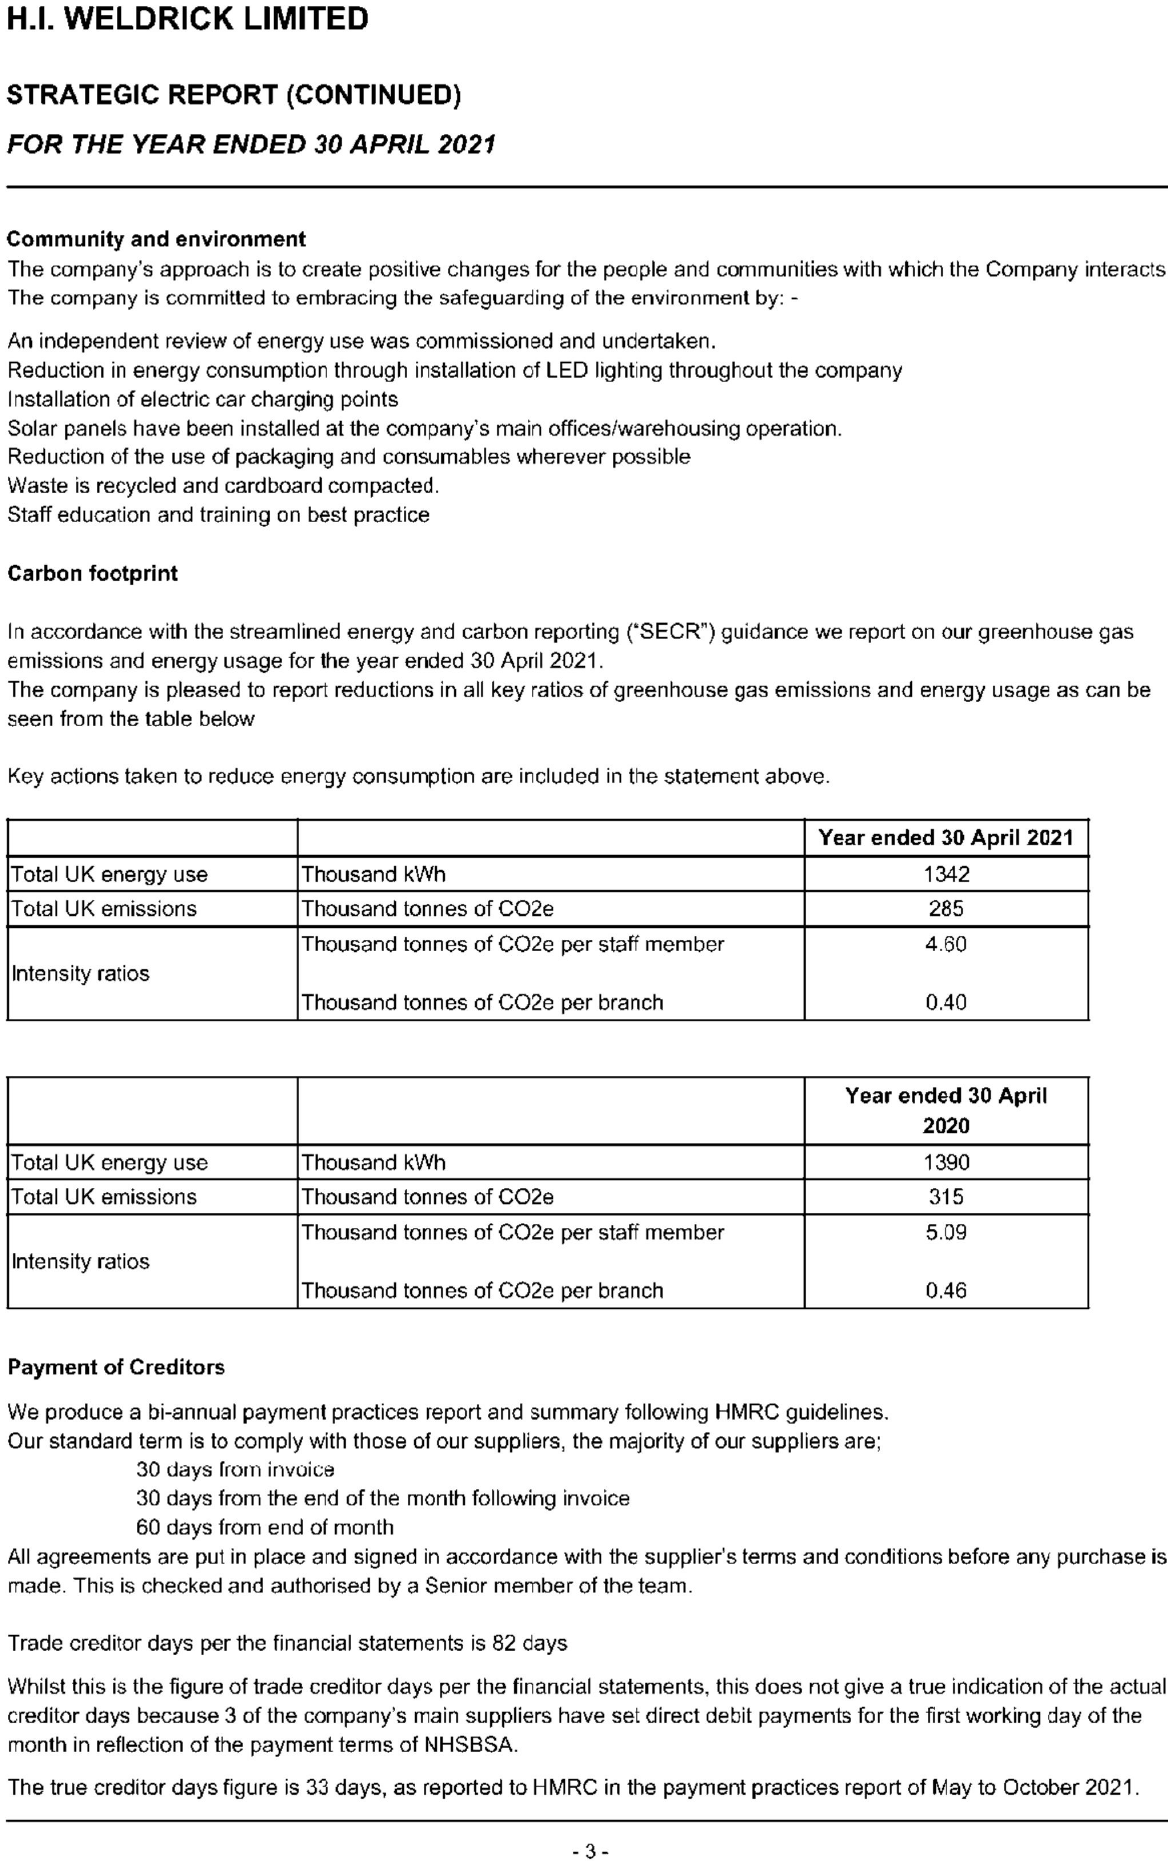 H.I. WELDRICK LIMITED
STRATEGIC REPORT (CONTINUED)
FOR THE YEAR ENDED 30 APRIL 2021
Community and environment
The company's approach is to create positive changes for the people and communities with which the Company interacts
The company is committed to embracing the safeguarding of the environment by: -
An independent review of energy use was commissioned and undertaken.
Reduction in energy consumption through installation of LED lighting throughout the company
Installation of electric car charging points
Solar panels have been installed at the company's main offices/warehousing operation.
Reduction of the use of packaging and consumables wherever possible
Waste is recycled and cardboard compacted.
Staff education and training on best practice
Carbon footprint
In accordance with the streamlined energy and carbon reporting ("SECR") guidance we report on our greenhouse gas
emissions and energy usage for the year ended 30 April 2021.
The company is pleased to report reductions in all key ratios of greenhouse gas emissions and energy usage as can be
seen from the table below
Key actions taken to reduce energy consumption are included in the statement above.
Year ended 30 April 2021
Total UK energy use Thousand kWh 1342
Total UK emissions Thousand tonnes of CO2e 285
Thousand tonnes of CO2e per staff member 4.60
Intensity ratios
Thousand tonnes of CO2e per branch 0.40
Year ended 30 April
2020
Total UK energy use Thousand kWh 1390
Total UK emissions Thousand tonnes of CO2e 315
Thousand tonnes of CO2e per staff member 5.09
Intensity ratios
Thousand tonnes of CO2e per branch 0.46
Payment of Creditors
We produce a bi-annual payment practices report and summary following HMRC guidelines.
Our standard term is to comply with those of our suppliers, the majority of our suppliers are;
30 days from invoice
30 days from the end of the month following invoice
60 days from end of month
All agreements are put in place and signed in accordance with the supplier's terms and conditions before any purchase is
made. This is checked and authorised by a Senior member of the team.
Trade creditor days per the financial statements is 82 days
Whilst this is the figure of trade creditor days per the financial statements, this does not give a true indication of the actual
creditor days because 3 of the company's main suppliers have set direct debit payments for the first working day of the
month in reflection of the payment terms of NHSBSA.
The true creditor days figure is 33 days, as reported to HMRC in the payment practices report of May to October 2021.
- 3 -